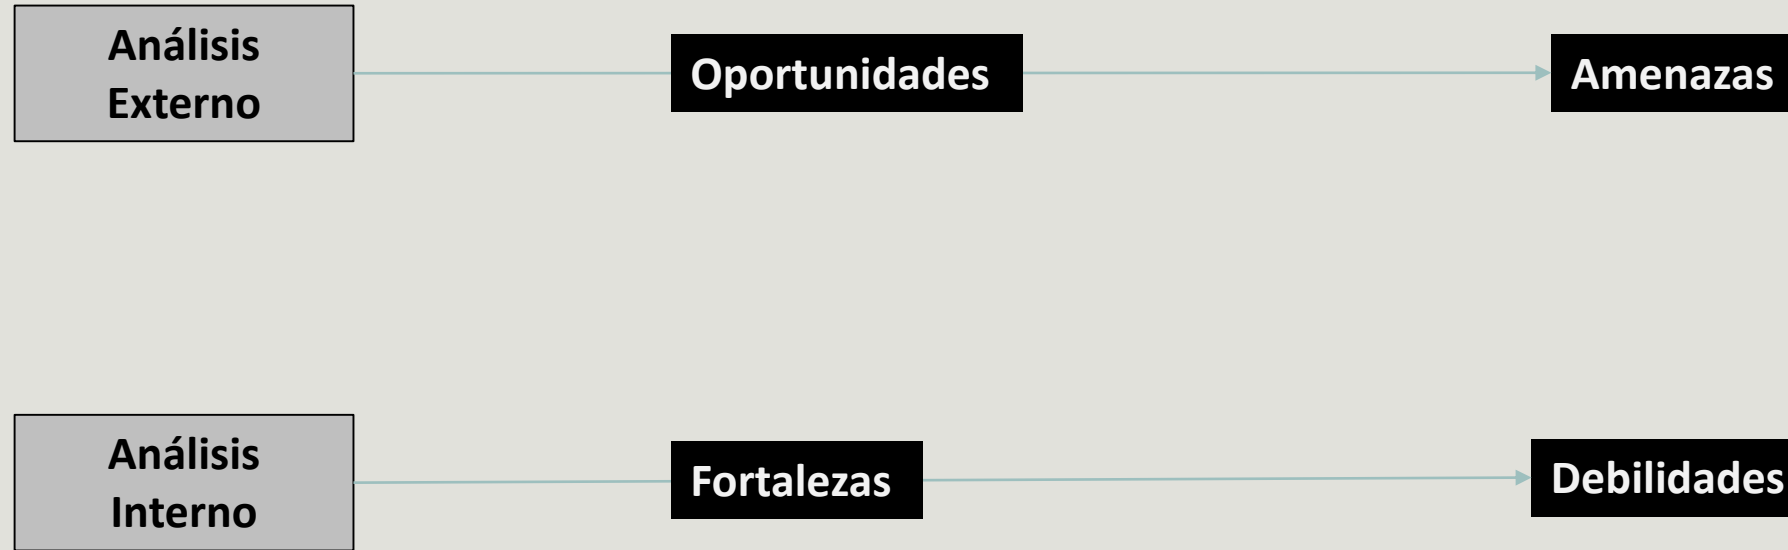 Análisis
Externo
Oportunidades
Amenazas
Análisis
Interno
Fortalezas
Debilidades